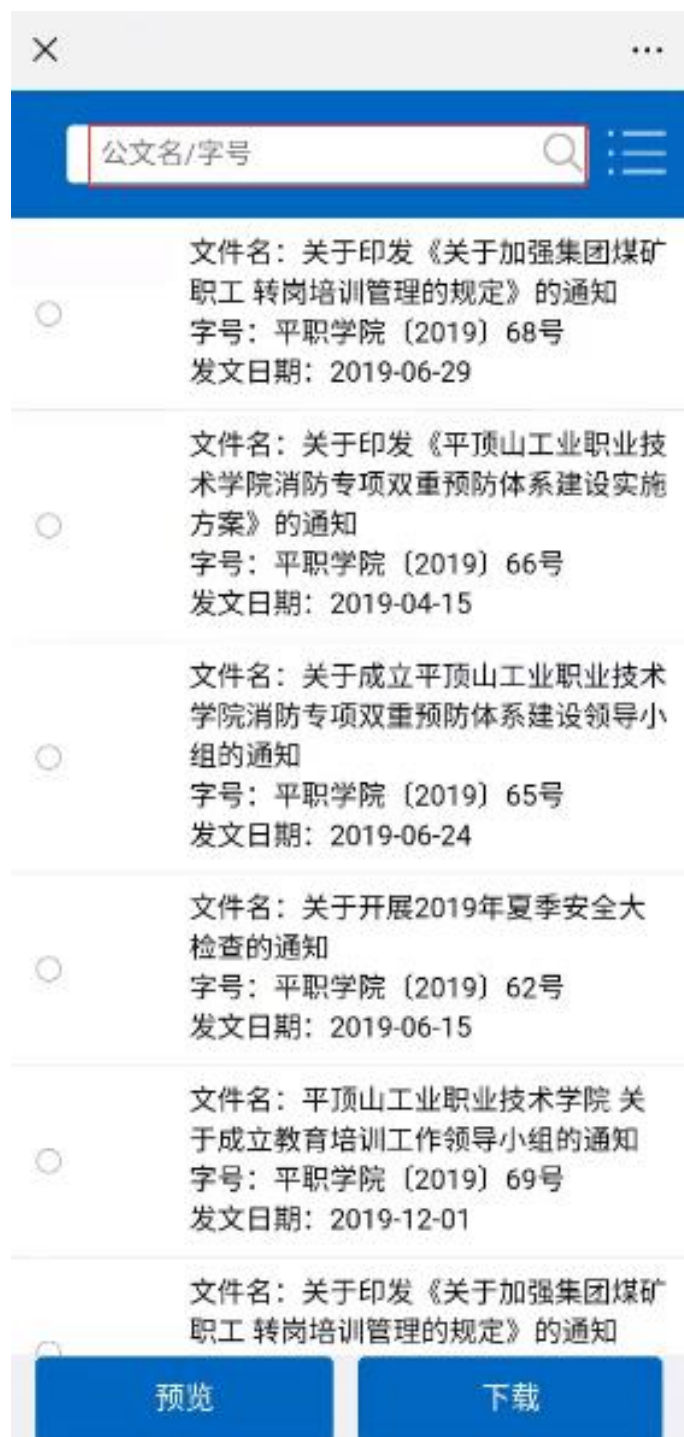 公文名/字号
文件名：关于印发《关于加强集团煤矿
职工 转岗培训管理的规定》的通知
字号：平职学院〔2019〕68号
发文日期：2019-06-29
文件名：关于印发《平顶山工业职业技
术学院消防专项双重预防体系建设实施
方案》的通知
字号：平职学院〔2019〕66号
发文日期：2019-04-15
文件名：关于成立平顶山工业职业技术
学院消防专项双重预防体系建设领导小
组的通知
字号：平职学院〔2019〕65号
发文日期：2019-06-24
文件名：关于开展2019年夏季安全大
检查的通知
字号：平职学院〔2019〕62号
发文日期：2019-06-15
文件名：平顶山工业职业技术学院 关
于成立教育培训工作领导小组的通知
字号：平职学院〔2019〕69号
发文日期：2019-12-01
文件名：关于印发《关于加强集团煤矿
职工 转岗培训管理的规定》的通知
预览 下载